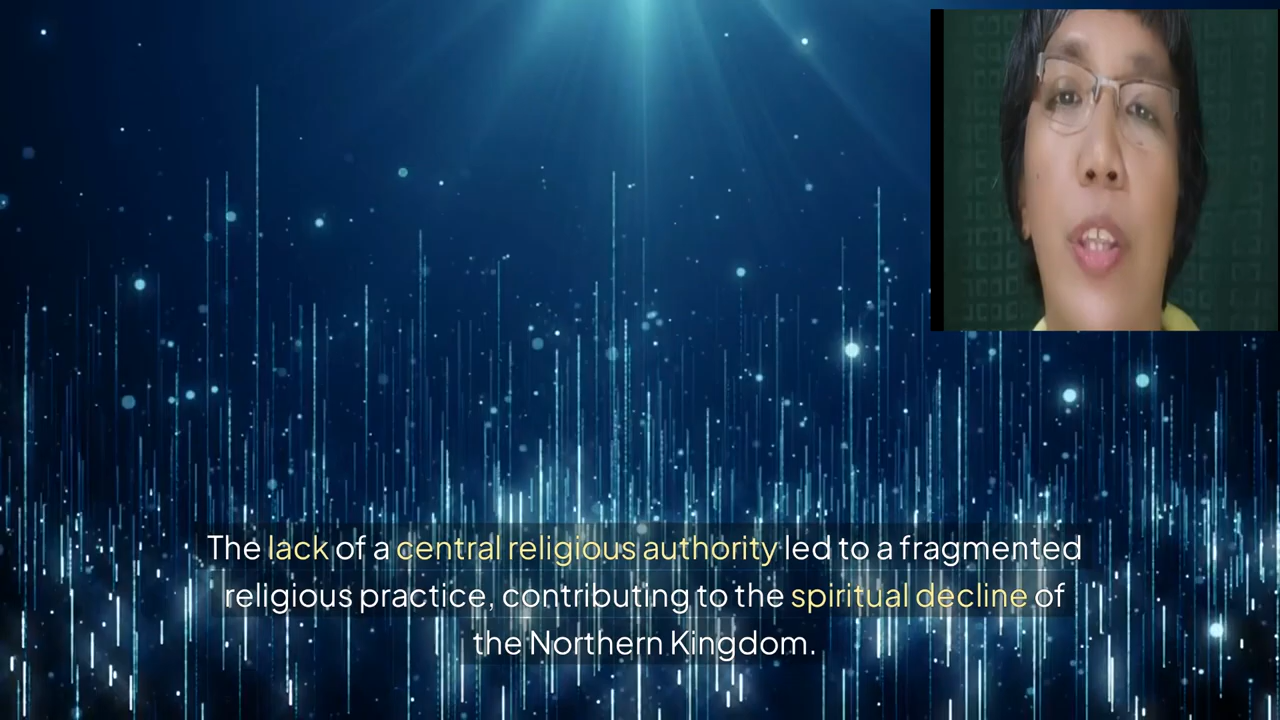 The lack of a central religious authority led to a fragmented
religious practice, contributing to the spiritual decline of
the Northern Kingdom.